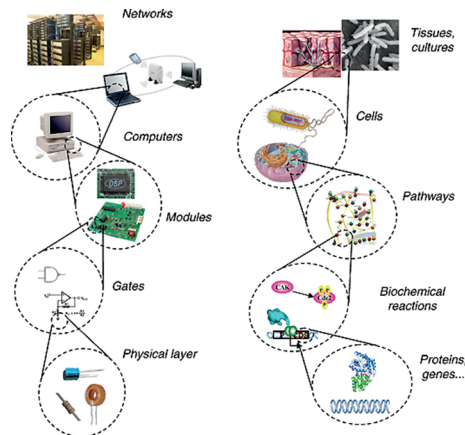 Networks
Computers
DSP
Modules
Gates
Physical layer
Tissues,
cultures
Cells
Pathways
CAK
Cdc2
Biochemical
reactions
Proteins,
genes...